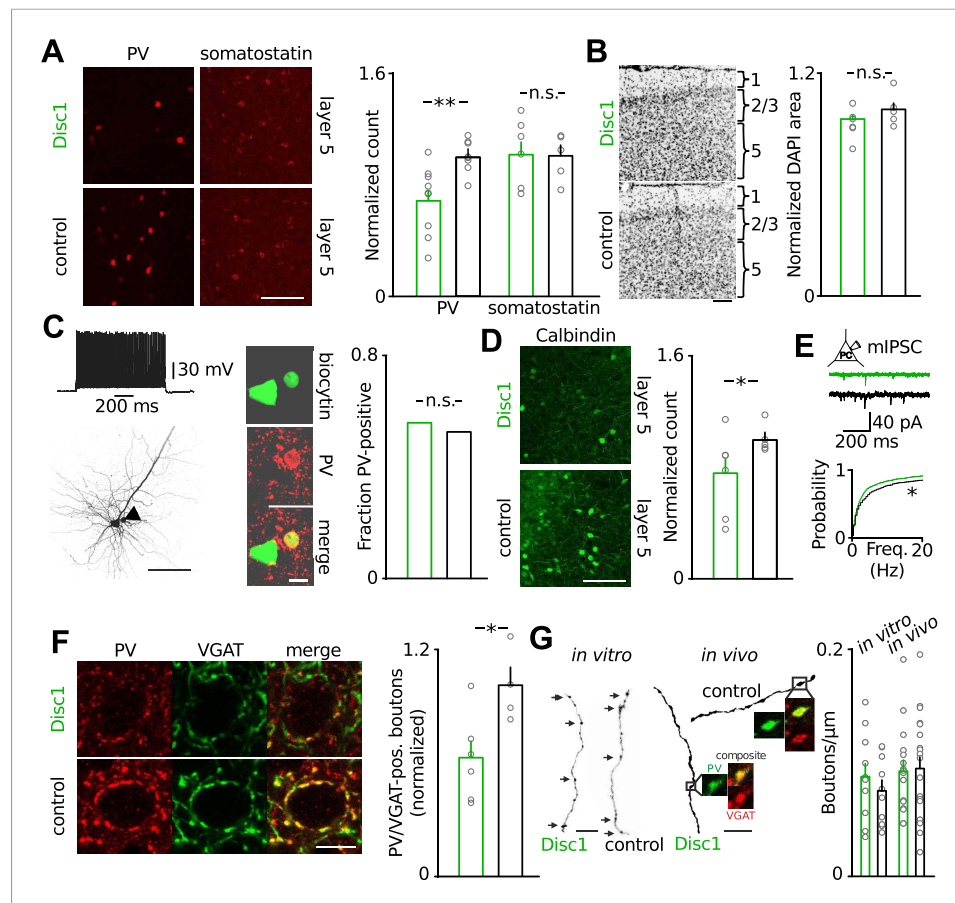 A
PV
somatostatin
Disc1
control
layer 5
layer 5
1.6
Normalized count
0
**
n.s.
PV
somatostatin
B
Disc1
control
1
2/3
5
1
2/3
5
1.2
Normalized DAPI area
0
n.s.
C
30 mV
200 ms
biocytin
PV
merge
0.8
Fraction PV-positive
0
n.s.
D
Calbindin
Disc1
control
layer 5
layer 5
1.6
Normalized count
0
*
E
PC
mIPSC
40 pA
200 ms
1
Probability
0
*
0
Freq.
20
(Hz)
F
PV
VGAT
merge
Disc1
control
1.2
PV/VGAT-pos. boutons
(normalized)
0
*
G
in vitro
in vivo
control
composite
PV
VGAT
Disc1
control
Disc1
in vitro
in vivo
0.2
Boutons/µm
0